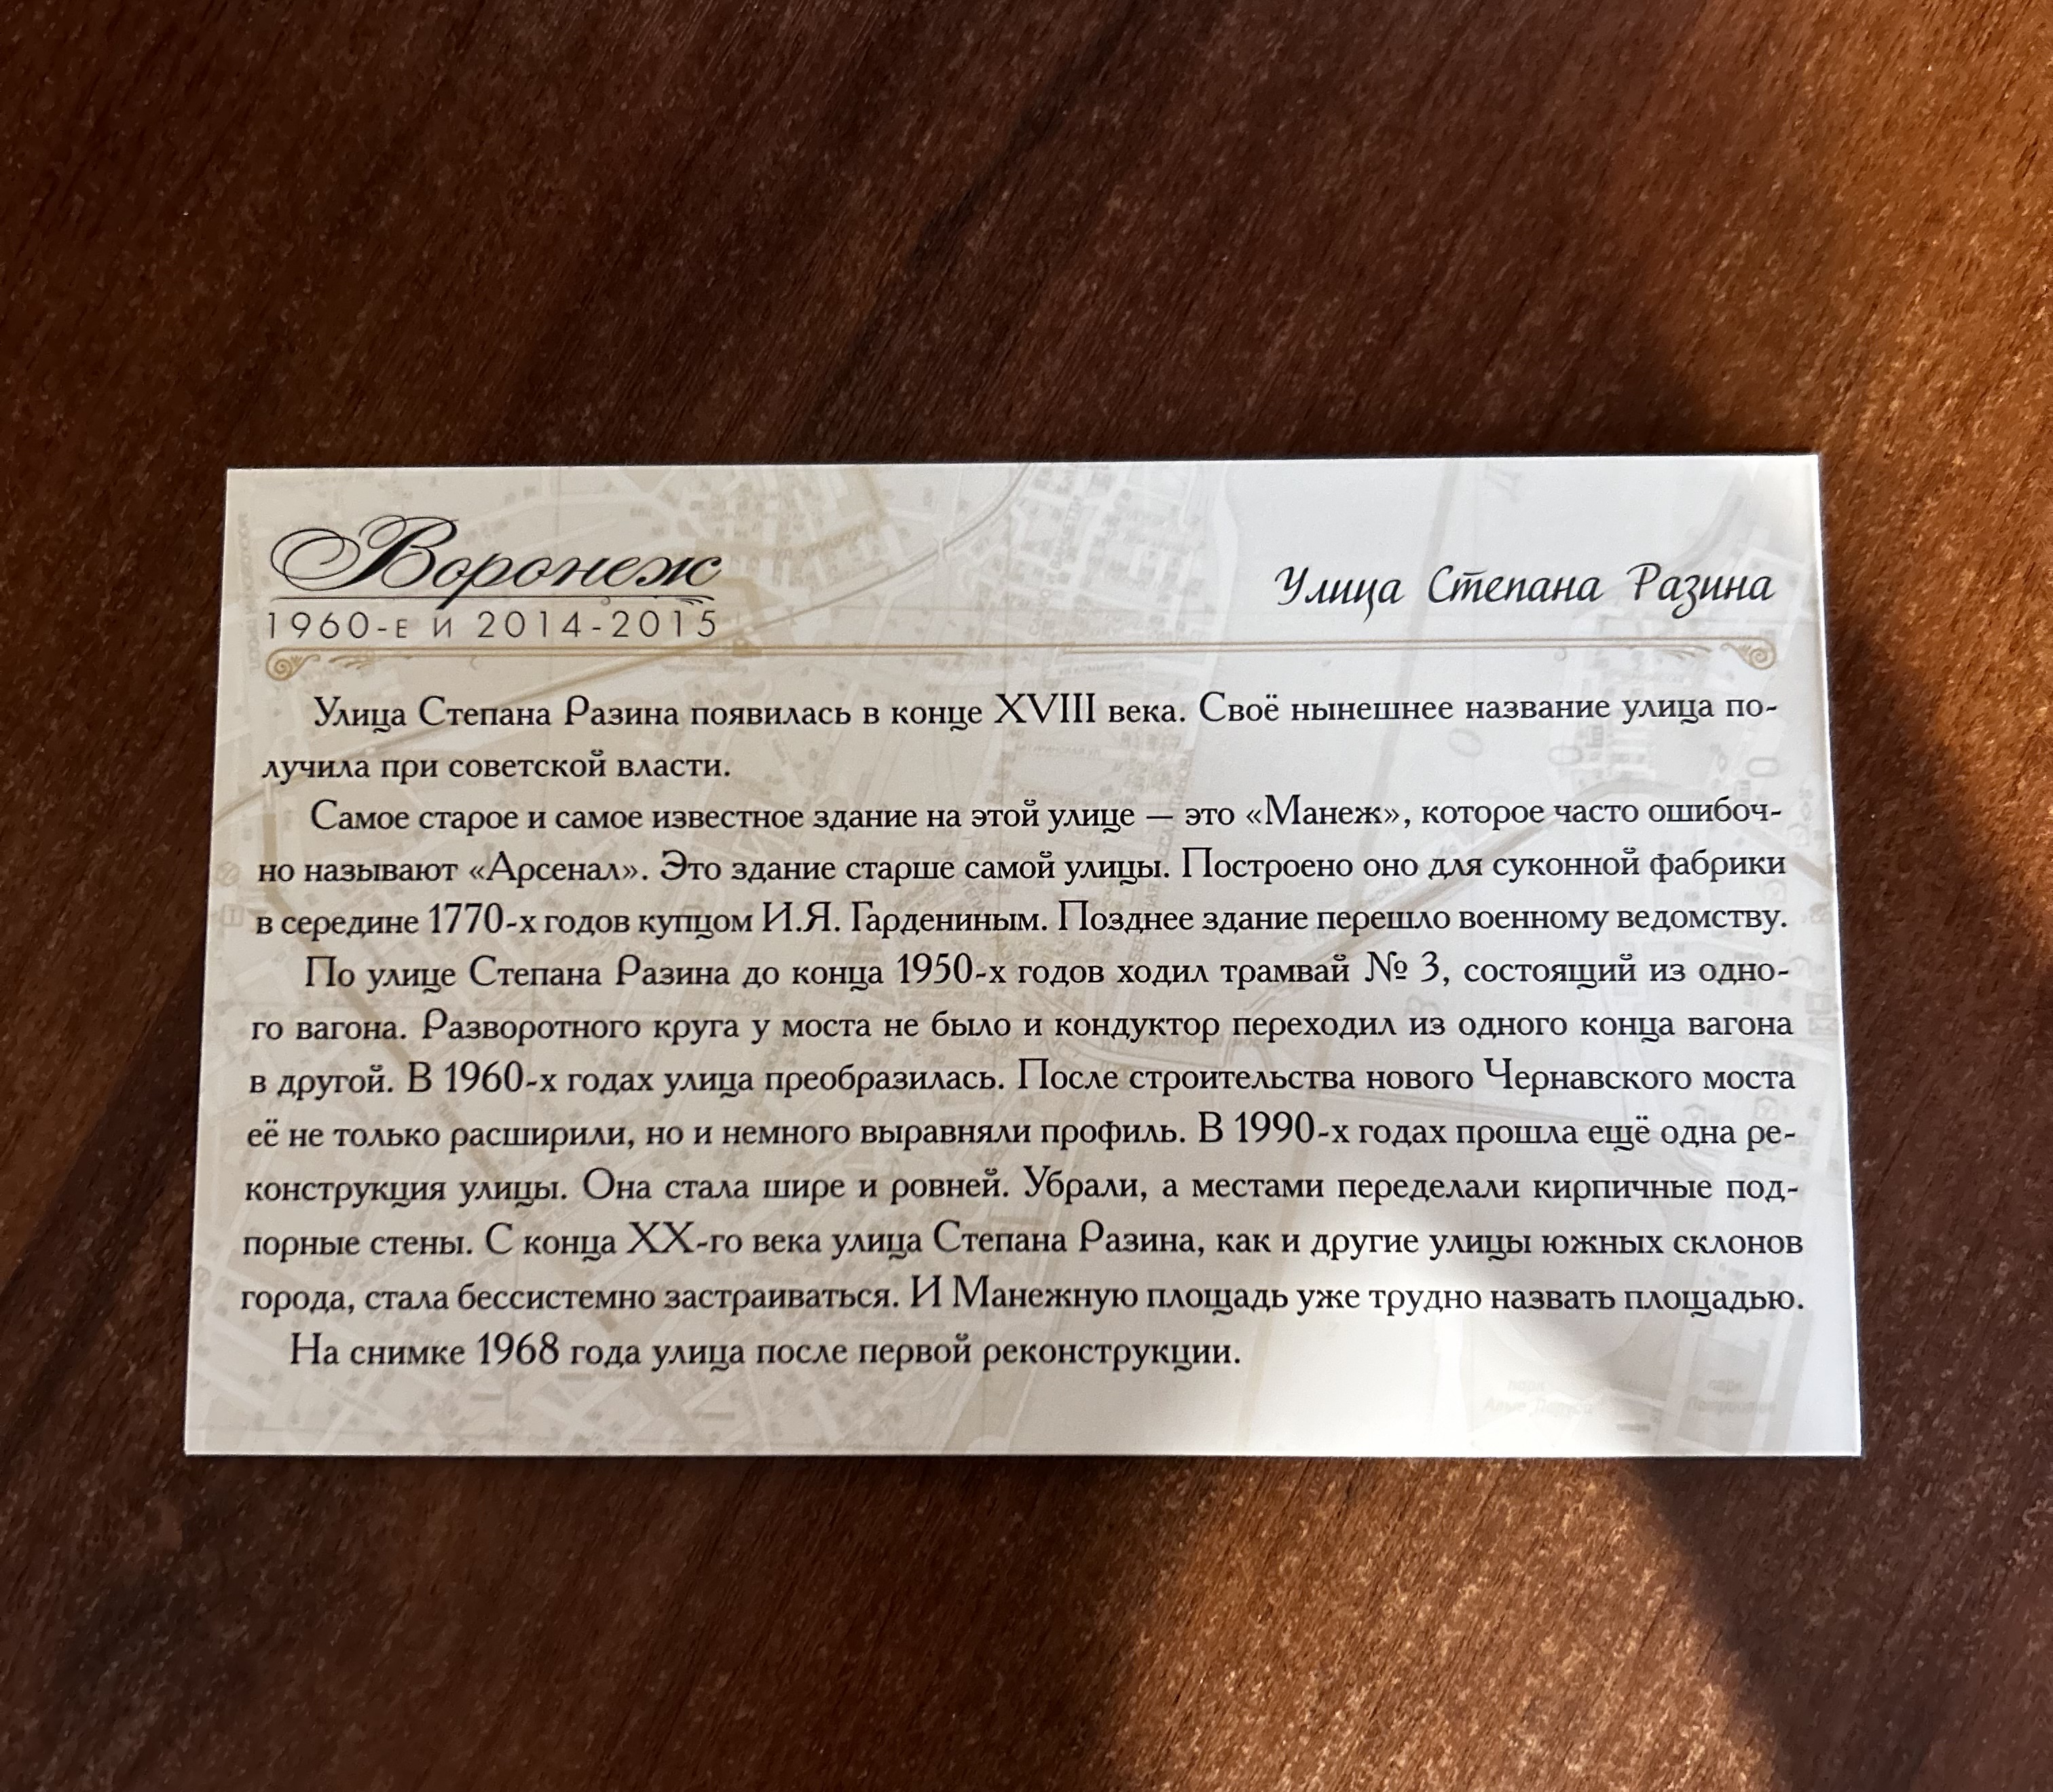 Воронеж
1960-е и 2014-2015
Улица Степана Разина
Улица Степана Разина появилась в конце XVIII века. Своё нынешнее название улица по-
лучила при советской власти.
Самое старое и самое известное здание на этой улице — это «Манеж», которое часто ошибоч-
но называют «Арсенал». Это здание старше самой улицы. Построено оно для суконной фабрики
в середине 1770-х годов купцом И.Я. Гардениным. Позднее здание перешло военному ведомству.
По улице Степана Разина до конца 1950-х годов ходил трамвай № 3, состоящий из одно-
го вагона. Разворотного круга у моста не было и кондуктор переходил из одного конца вагона
в другой. В 1960-х годах улица преобразилась. После строительства нового Чернавского моста
её не только расширили, но и немного выравняли профиль. В 1990-х годах прошла ещё одна ре-
конструкция улицы. Она стала шире и ровней. Убрали, а местами переделали кирпичные под-
порные стены. С конца XX-го века улица Степана Разина, как и другие улицы южных склонов
города, стала бессистемно застраиваться. И Манежную площадь уже трудно назвать площадью.
На снимке 1968 года улица после первой реконструкции.